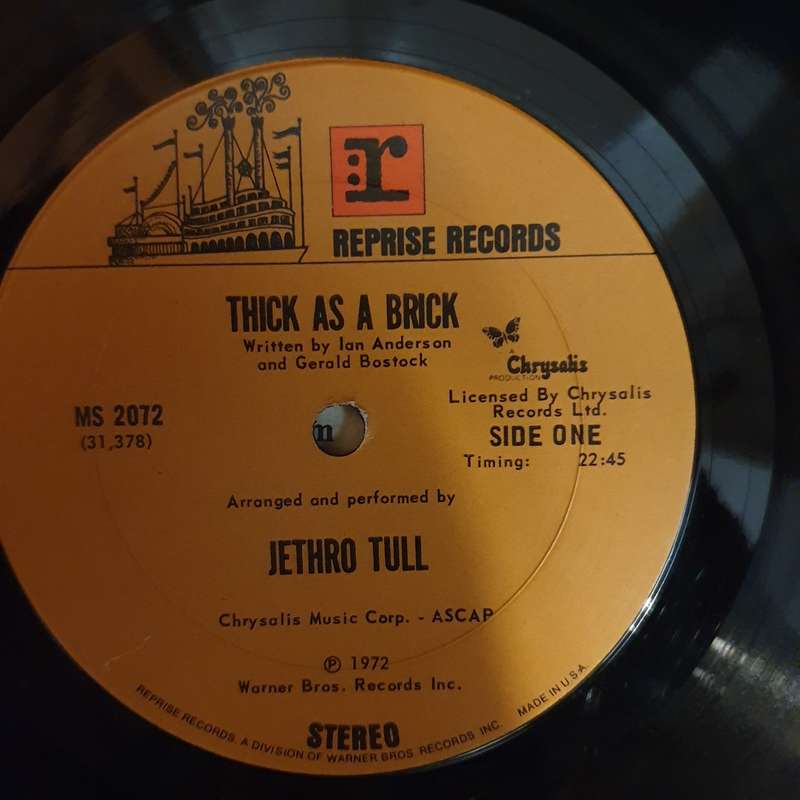 :r
REPRISE RECORDS
THICK AS A BRICK
Written by Ian Anderson
and Gerald Bostock
A
Chrysalis
PRODUCTION
Licensed By Chrysalis
Records Ltd.
MS 2072
(31,378)
SIDE ONE
Timing: 22:45
n
Arranged and performed by
JETHRO TULL
Chrysalis Music Corp. - ASCAP
℗ 1972
Warner Bros. Records Inc.
STEREO
REPRISE RECORDS. A DIVISION OF WARNER BROS. RECORDS INC. MADE IN U.S.A.